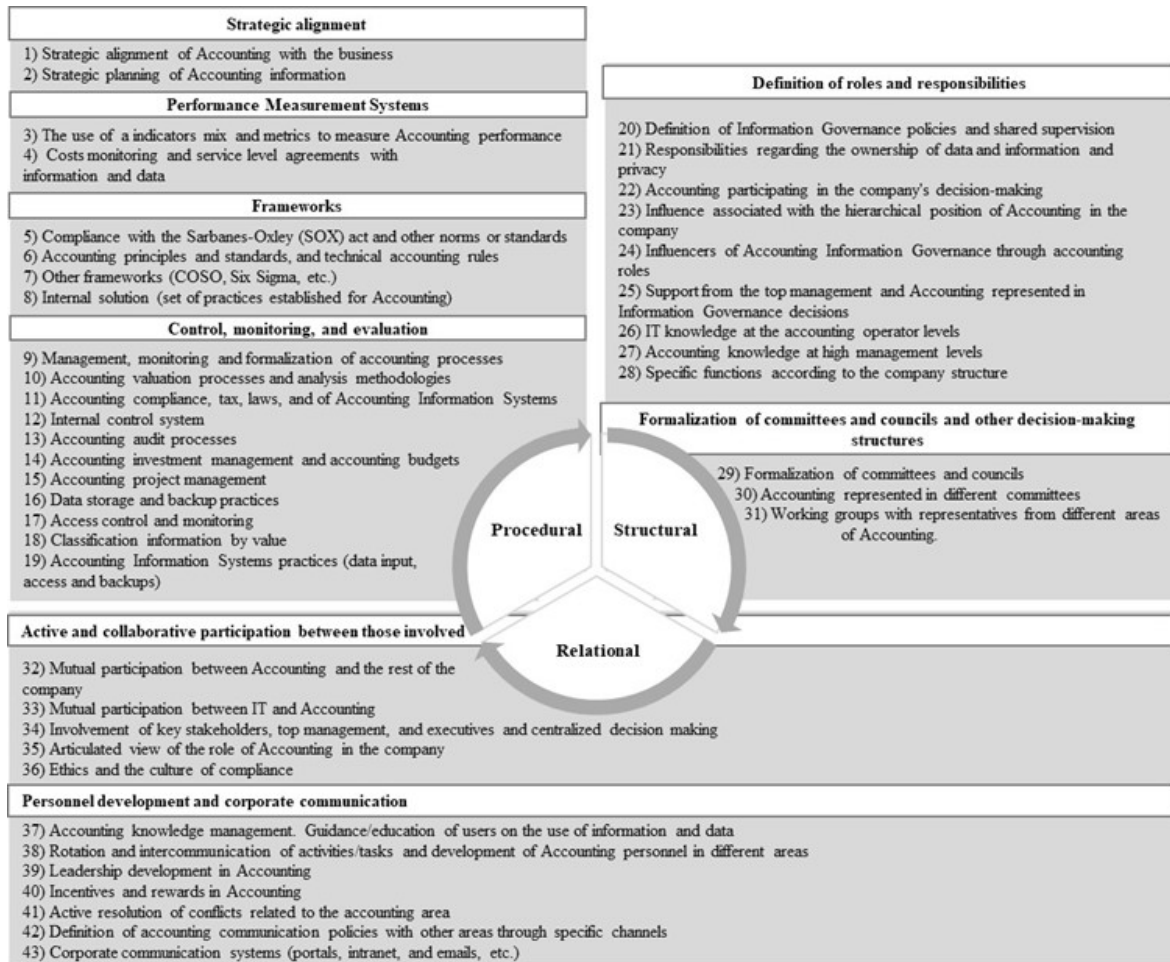 Strategic alignment
1) Strategic alignment of Accounting with the business
2) Strategic planning of Accounting information
Performance Measurement Systems
3) The use of a indicators mix and metrics to measure Accounting performance
4) Costs monitoring and service level agreements with
information and data
Frameworks
5) Compliance with the Sarbanes-Oxley (SOX) act and other norms or standards
6) Accounting principles and standards, and technical accounting rules
7) Other frameworks (COSO, Six Sigma, etc.)
8) Internal solution (set of practices established for Accounting)
Control, monitoring, and evaluation
9) Management, monitoring and formalization of accounting processes
10) Accounting valuation processes and analysis methodologies
11) Accounting compliance, tax, laws, and of Accounting Information Systems
12) Internal control system
13) Accounting audit processes
14) Accounting investment management and accounting budgets
15) Accounting project management
16) Data storage and backup practices
17) Access control and monitoring
18) Classification information by value
19) Accounting Information Systems practices (data input,
access and backups)
Definition of roles and responsibilities
20) Definition of Information Governance policies and shared supervision
21) Responsibilities regarding the ownership of data and information and
privacy
22) Accounting participating in the company's decision-making
23) Influence associated with the hierarchical position of Accounting in the
company
24) Influencers of Accounting Information Governance through accounting
roles
25) Support from the top management and Accounting represented in
Information Governance decisions
26) IT knowledge at the accounting operator levels
27) Accounting knowledge at high management levels
28) Specific functions according to the company structure
Formalization of committees and councils and other decision-making
structures
29) Formalization of committees and councils
30) Accounting represented in different committees
31) Working groups with representatives from different areas
of Accounting.
Procedural
Structural
Relational
Active and collaborative participation between those involved
32) Mutual participation between Accounting and the rest of the
company
33) Mutual participation between IT and Accounting
34) Involvement of key stakeholders, top management, and executives and centralized decision making
35) Articulated view of the role of Accounting in the company
36) Ethics and the culture of compliance
Personnel development and corporate communication
37) Accounting knowledge management. Guidance/education of users on the use of information and data
38) Rotation and intercommunication of activities/tasks and development of Accounting personnel in different areas
39) Leadership development in Accounting
40) Incentives and rewards in Accounting
41) Active resolution of conflicts related to the accounting area
42) Definition of accounting communication policies with other areas through specific channels
43) Corporate communication systems (portals, intranet, and emails, etc.)